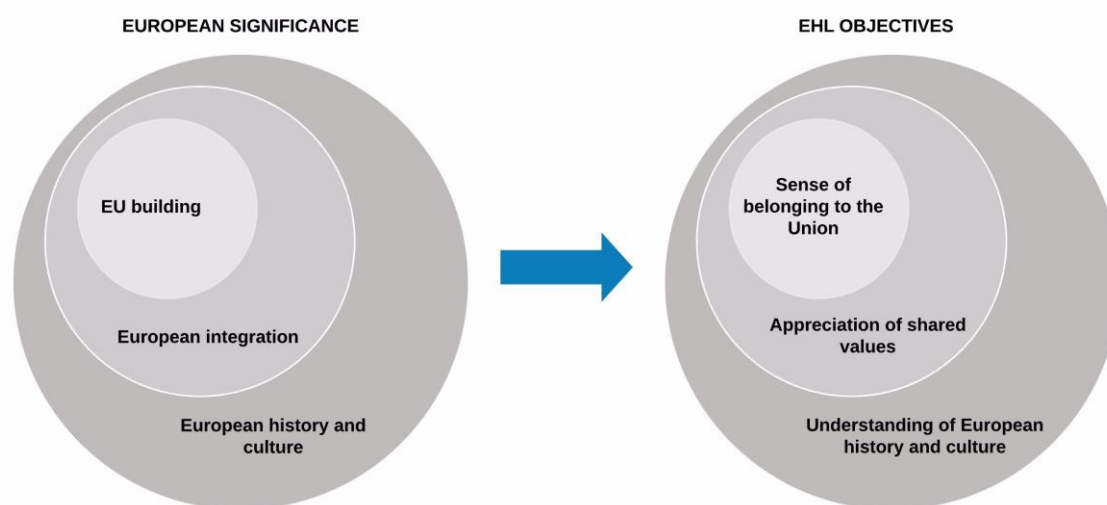 EUROPEAN SIGNIFICANCE
EU building
European integration
European history and
culture
EHL OBJECTIVES
Sense of
belonging to the
Union
Appreciation of shared
values
Understanding of European
history and culture